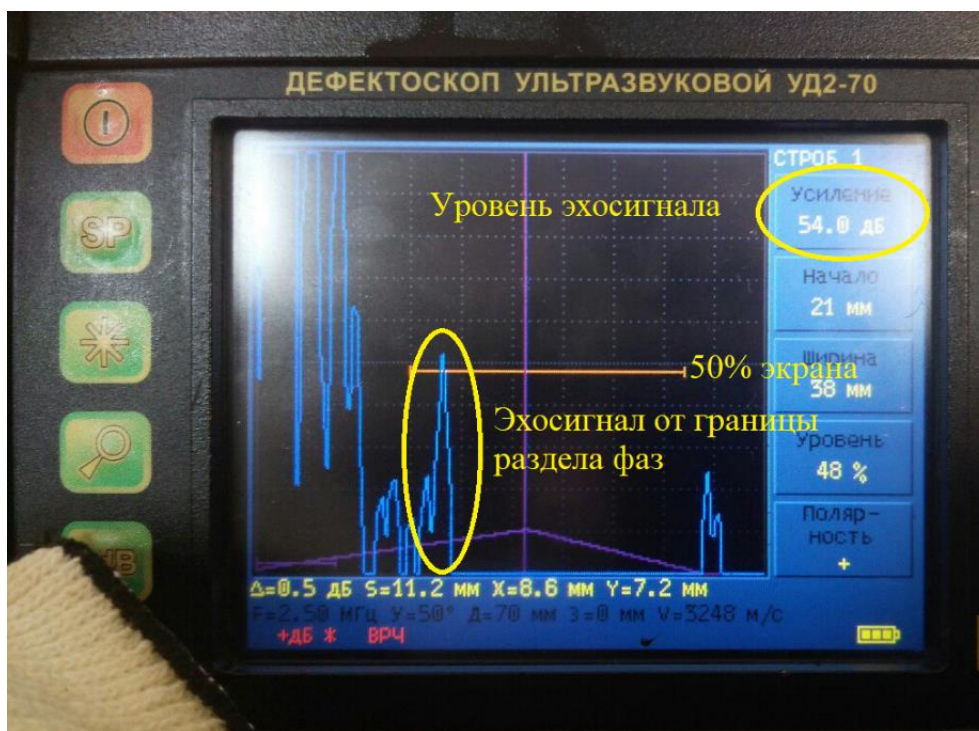 ДЕФЕКТОСКОП УЛЬТРАЗВУКОВОЙ УД2-70
SP
СТРОБ 1
Усиление
54.0 дБ
Уровень эхосигнала
Начало
21 мм
Ширина
38 мм
50% экрана
Эхосигнал от границы
раздела фаз
Уровень
48 %
Поляр-
ность
+
Δ=0.5 дБ S=11.2 мм X=8.6 мм Y=7.2 мм
F=2.50 МГц У=50° Д=70 мм З=0 мм V=3248 м/с
+дБ * ВРЧ